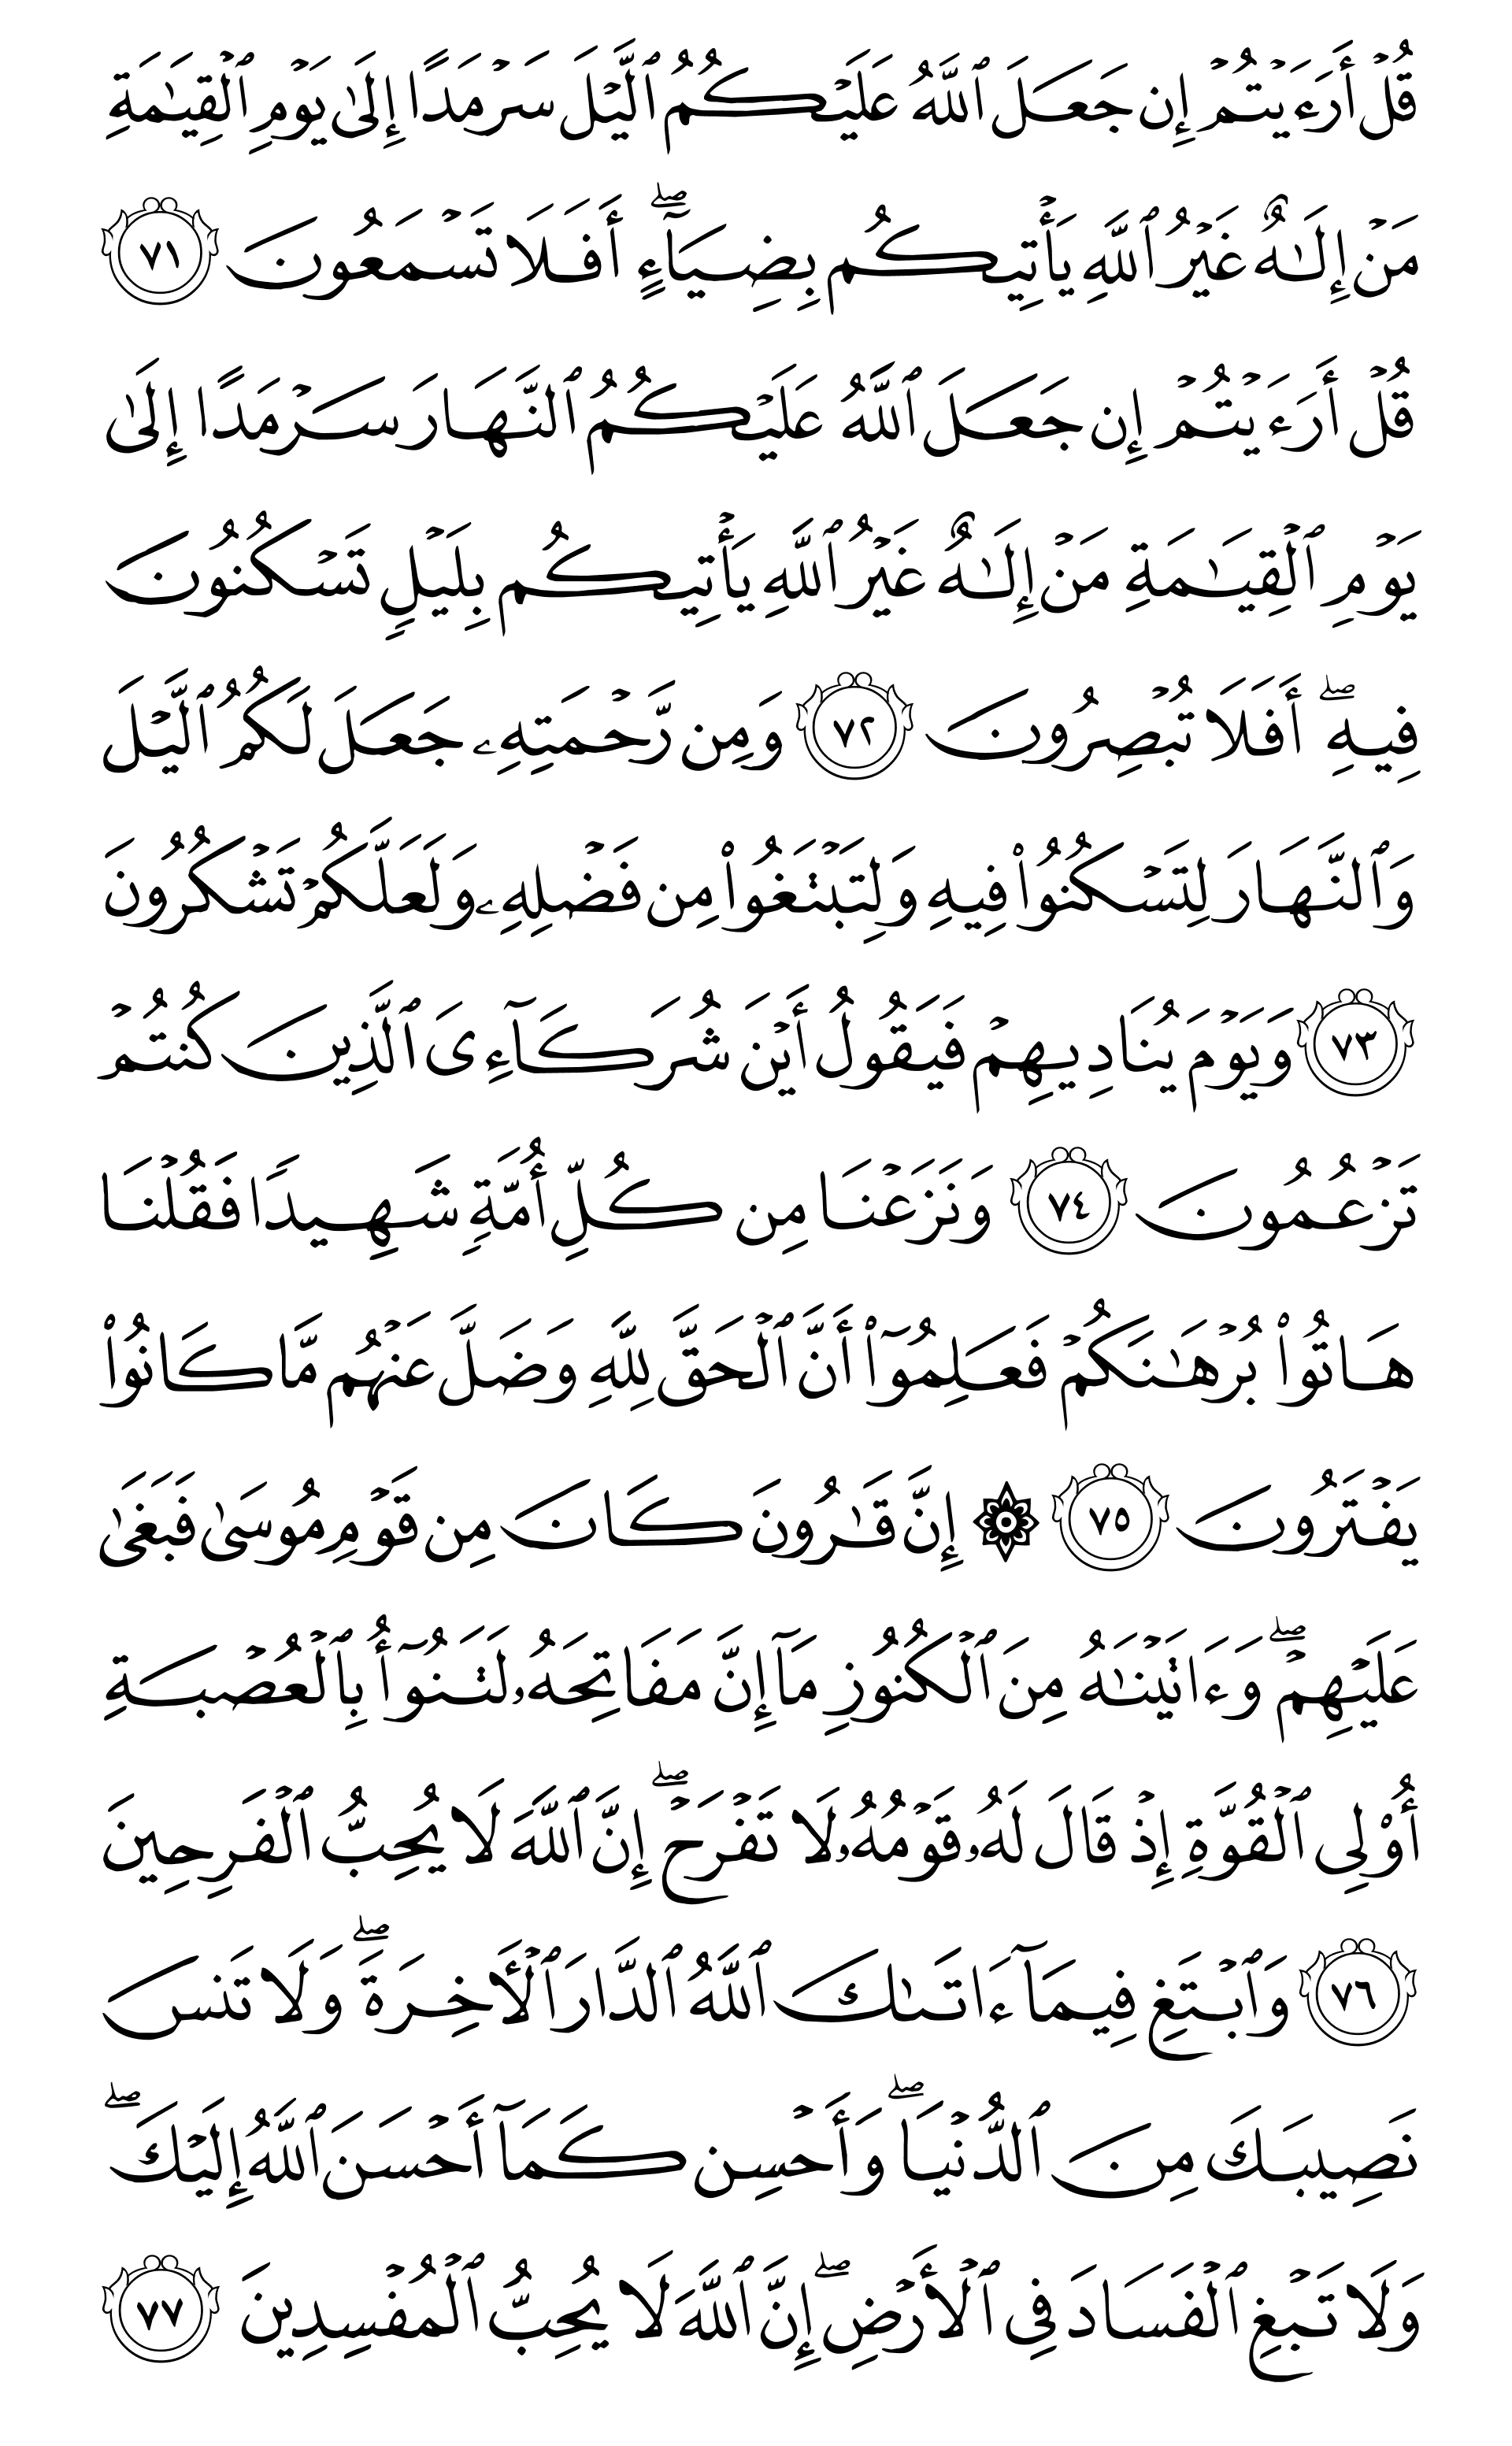 قُلۡ أَرَءَيۡتُمۡ إِن جَعَلَ ٱللَّهُ عَلَيۡكُمُ ٱلَّيۡلَ سَرۡمَدًا إِلَىٰ يَوۡمِ ٱلۡقِيَٰمَةِ
مَنۡ إِلَٰهٌ غَيۡرُ ٱللَّهِ يَأۡتِيكُم بِضِيَآءٍۖ أَفَلَا تَسۡمَعُونَ ٧١
قُلۡ أَرَءَيۡتُمۡ إِن جَعَلَ ٱللَّهُ عَلَيۡكُمُ ٱلنَّهَارَ سَرۡمَدًا إِلَىٰ
يَوۡمِ ٱلۡقِيَٰمَةِ مَنۡ إِلَٰهٌ غَيۡرُ ٱللَّهِ يَأۡتِيكُم بِلَيۡلٖ تَسۡكُنُونَ
فِيهِۖ أَفَلَا تُبۡصِرُونَ ٧٢ وَمِن رَّحۡمَتِهِۦ جَعَلَ لَكُمُ ٱلَّيۡلَ
وَٱلنَّهَارَ لِتَسۡكُنُواْ فِيهِ وَلِتَبۡتَغُواْ مِن فَضۡلِهِۦ وَلَعَلَّكُمۡ تَشۡكُرُونَ
٧٣ وَيَوۡمَ يُنَادِيهِمۡ فَيَقُولُ أَيۡنَ شُرَكَآءِيَ ٱلَّذِينَ كُنتُمۡ
تَزۡعُمُونَ ٧٤ وَنَزَعۡنَا مِن كُلِّ أُمَّةٖ شَهِيدٗا فَقُلۡنَا
هَاتُواْ بُرۡهَٰنَكُمۡ فَعَلِمُوٓاْ أَنَّ ٱلۡحَقَّ لِلَّهِ وَضَلَّ عَنۡهُم مَّا كَانُواْ
يَفۡتَرُونَ ٧٥ ۞ إِنَّ قَٰرُونَ كَانَ مِن قَوۡمِ مُوسَىٰ فَبَغَىٰ
عَلَيۡهِمۡۖ وَءَاتَيۡنَٰهُ مِنَ ٱلۡكُنُوزِ مَآ إِنَّ مَفَاتِحَهُۥ لَتَنُوٓأُ بِٱلۡعُصۡبَةِ
أُوْلِي ٱلۡقُوَّةِ إِذۡ قَالَ لَهُۥ قَوۡمُهُۥ لَا تَفۡرَحۡۖ إِنَّ ٱللَّهَ لَا يُحِبُّ ٱلۡفَرِحِينَ
٧٦ وَٱبۡتَغِ فِيمَآ ءَاتَىٰكَ ٱللَّهُ ٱلدَّارَ ٱلۡأٓخِرَةَۖ وَلَا تَنسَ
نَصِيبَكَ مِنَ ٱلدُّنۡيَاۖ وَأَحۡسِن كَمَآ أَحۡسَنَ ٱللَّهُ إِلَيۡكَۖ
وَلَا تَبۡغِ ٱلۡفَسَادَ فِي ٱلۡأَرۡضِۖ إِنَّ ٱللَّهَ لَا يُحِبُّ ٱلۡمُفۡسِدِينَ ٧٧